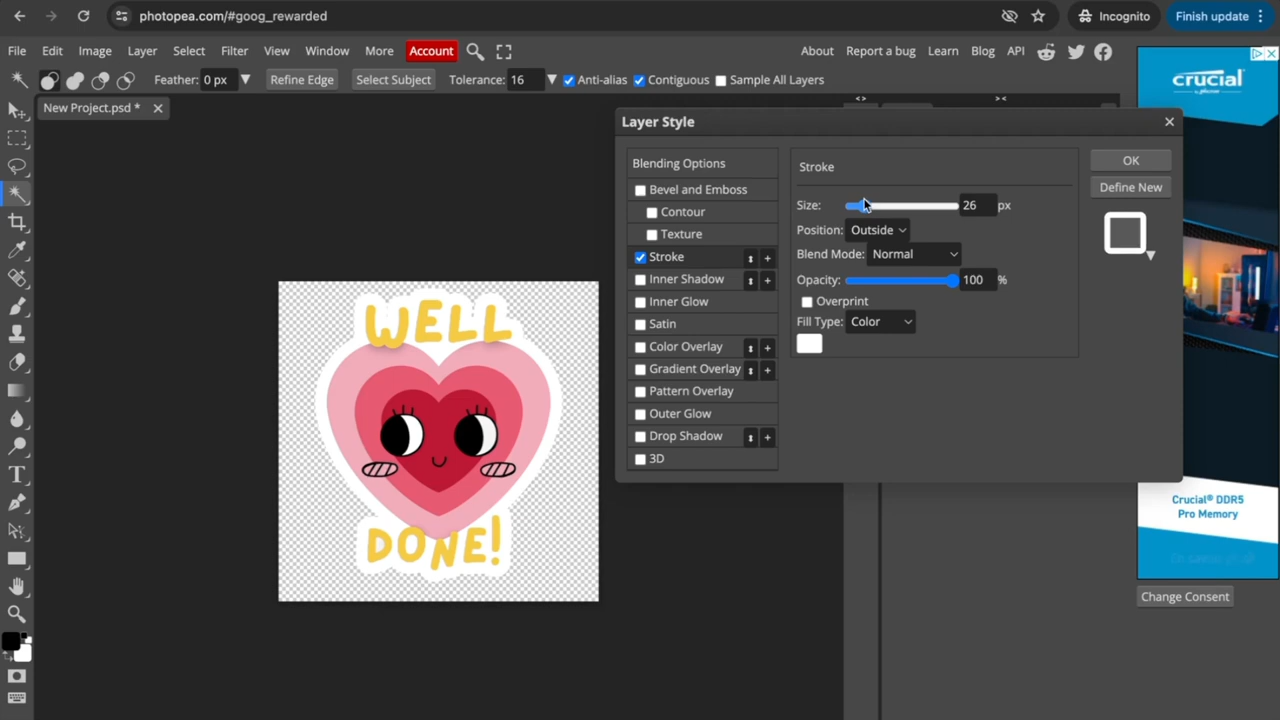 photopea.com/#goog_rewarded
Incognito
Finish update
File Edit Image Layer Select Filter View Window More Account
About Report a bug Learn Blog API
Feather: 0 px Refine Edge Select Subject Tolerance: 16 Anti-alias Contiguous Sample All Layers
New Project.psd *
Layer Style
Blending Options
Bevel and Emboss
Contour
Texture
Stroke
Inner Shadow
Inner Glow
Satin
Color Overlay
Gradient Overlay
Pattern Overlay
Outer Glow
Drop Shadow
3D
Stroke
Size: 26 px
Position: Outside
Blend Mode: Normal
Opacity: 100 %
Overprint
Fill Type: Color
OK
Define New
WELL
DONE!
crucial
Crucial® DDR5
Pro Memory
Change Consent